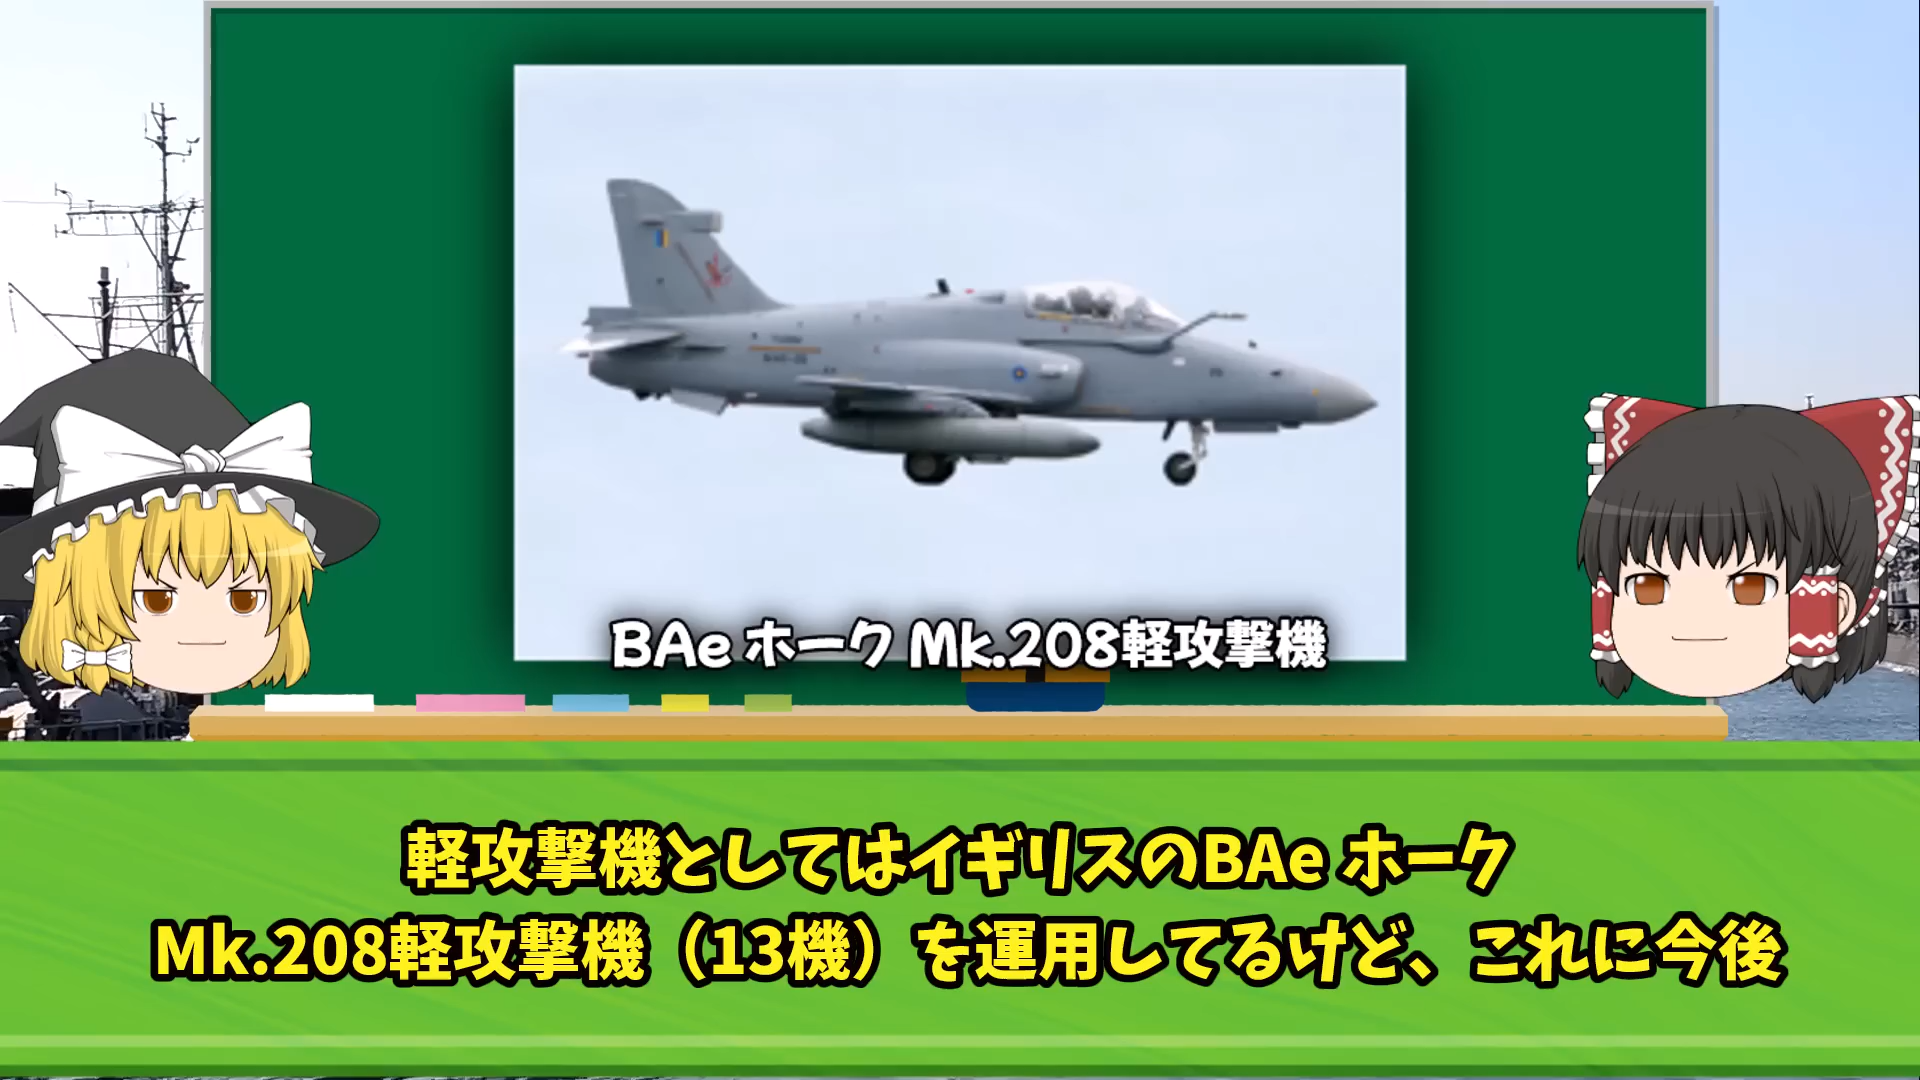 BAe ホーク Mk.208軽攻撃機
軽攻撃機としてはイギリスのBAe ホーク
Mk.208軽攻撃機（13機）を運用してるけど、これに今後